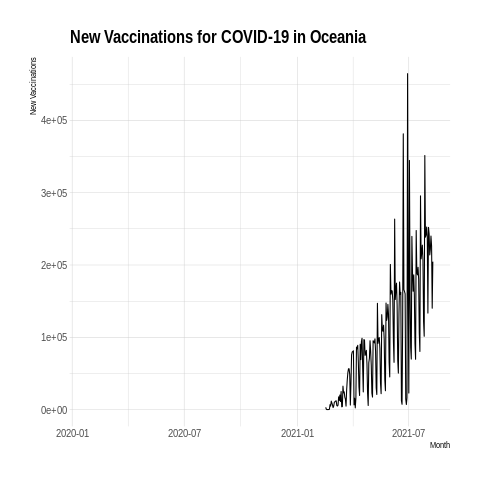 New Vaccinations for COVID-19 in Oceania
New Vaccinations
4e+05
3e+05
2e+05
1e+05
0e+00
2020-01 2020-07 2021-01 2021-07
Month